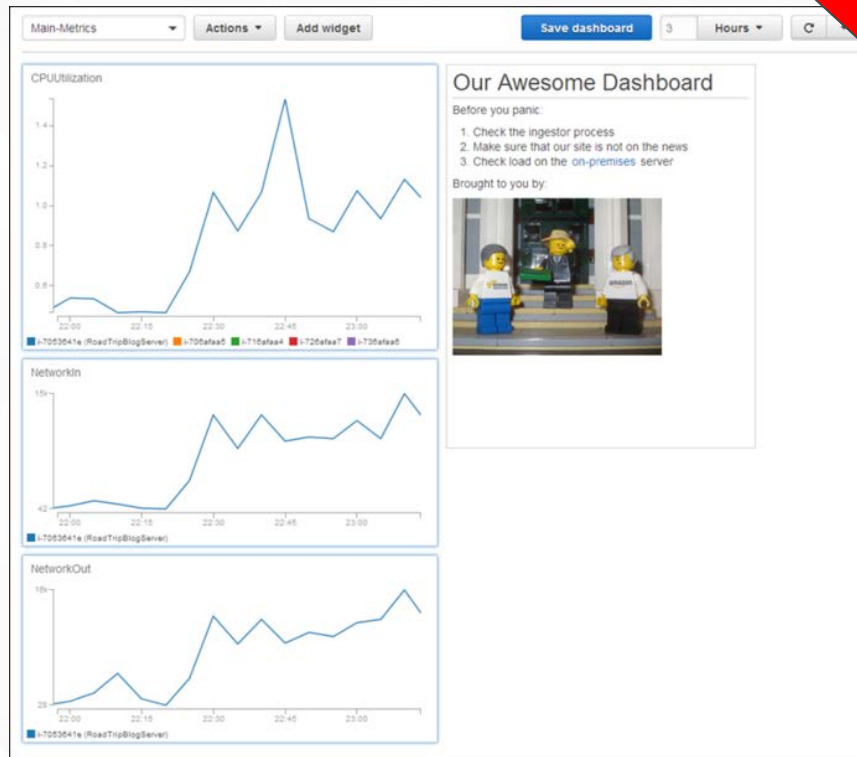 Main-Metrics Actions Add widget Save dashboard 3 Hours
CPUUtilization
1.4
1.2
1.0
0.8
0.6
22:00 22:15 22:30 22:45 23:00
i-7053641e (RoadTripBlogServer) i-706afaa6 i-716afaa4 i-726afaa7 i-736afaa6
NetworkIn
15k
42
22:00 22:15 22:30 22:45 23:00
i-7053641e (RoadTripBlogServer)
NetworkOut
16k
28
22:00 22:15 22:30 22:45 23:00
i-7053641e (RoadTripBlogServer)
Our Awesome Dashboard
Before you panic:
1. Check the ingestor process
2. Make sure that our site is not on the news
3. Check load on the on-premises server
Brought to you by:
amazon